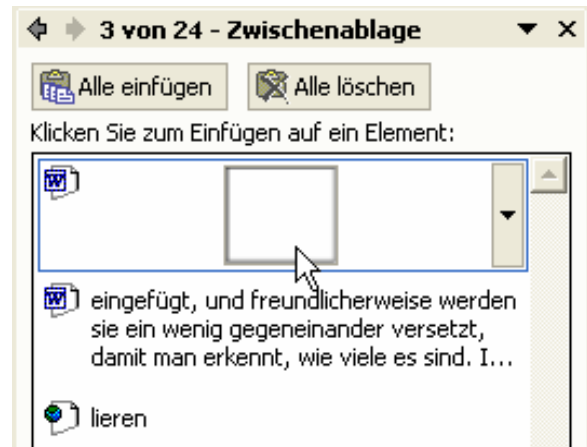 3 von 24 - Zwischenablage
Alle einfügen Alle löschen
Klicken Sie zum Einfügen auf ein Element:
eingefügt, und freundlicherweise werden
sie ein wenig gegeneinander versetzt,
damit man erkennt, wie viele es sind. I...
lieren